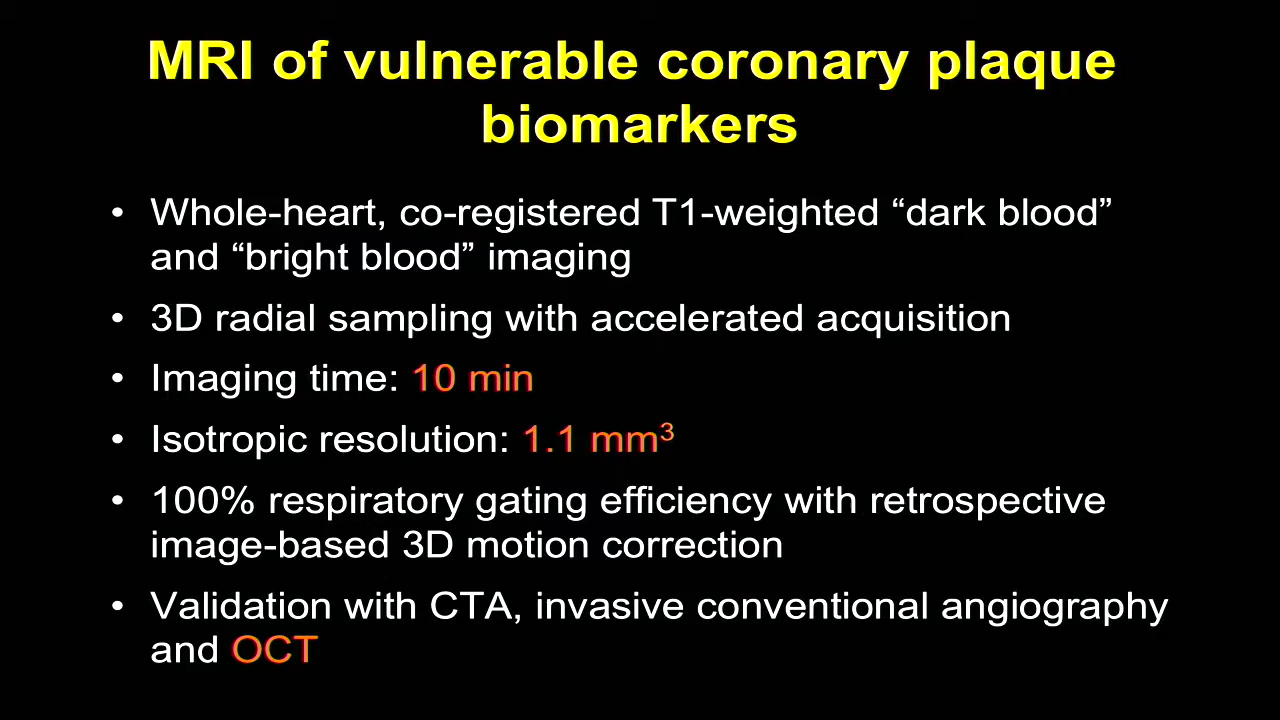 MRI of vulnerable coronary plaque
biomarkers
• Whole-heart, co-registered T1-weighted “dark blood”
and “bright blood” imaging
• 3D radial sampling with accelerated acquisition
• Imaging time: 10 min
• Isotropic resolution: 1.1 mm³
• 100% respiratory gating efficiency with retrospective
image-based 3D motion correction
• Validation with CTA, invasive conventional angiography
and OCT